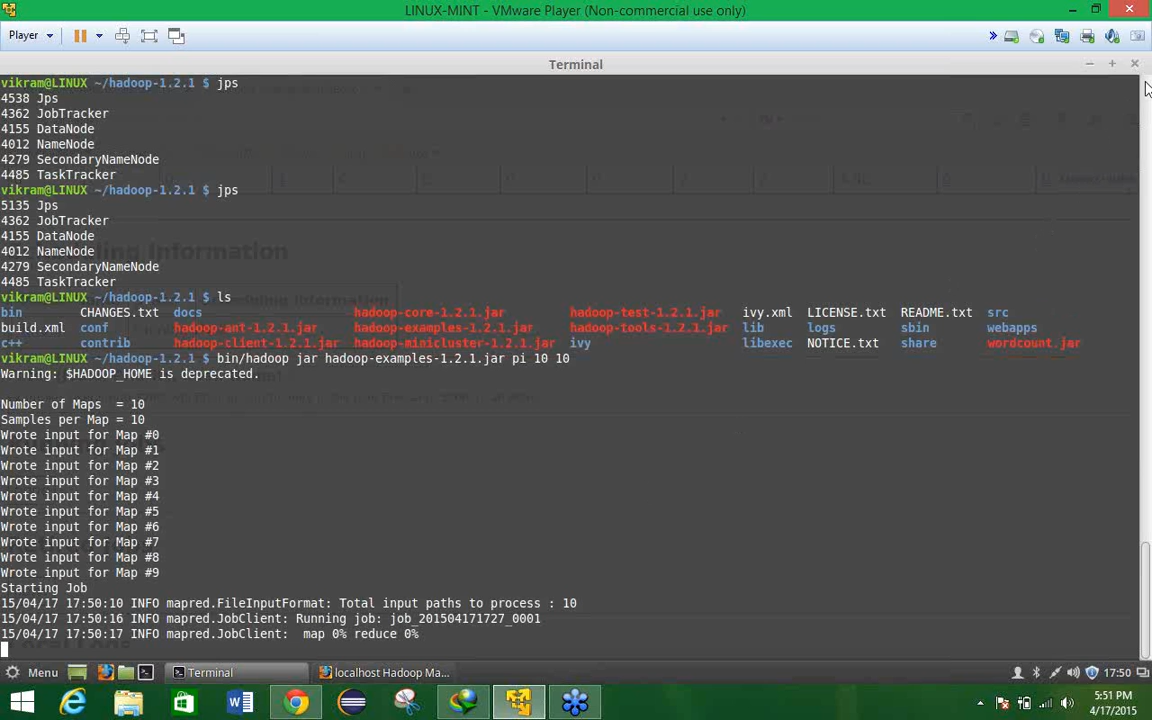 LINUX-MINT - VMware Player (Non-commercial use only)
Player
Terminal
vikram@LINUX ~/hadoop-1.2.1 $ jps
4538 Jps
4362 JobTracker
4155 DataNode
4012 NameNode
4279 SecondaryNameNode
4485 TaskTracker
vikram@LINUX ~/hadoop-1.2.1 $ jps
5135 Jps
4362 JobTracker
4155 DataNode
4012 NameNode
4279 SecondaryNameNode
4485 TaskTracker
vikram@LINUX ~/hadoop-1.2.1 $ ls
bin CHANGES.txt docs hadoop-core-1.2.1.jar hadoop-test-1.2.1.jar ivy.xml LICENSE.txt README.txt src
build.xml conf hadoop-ant-1.2.1.jar hadoop-examples-1.2.1.jar hadoop-tools-1.2.1.jar lib logs sbin webapps
c++ contrib hadoop-client-1.2.1.jar hadoop-minicluster-1.2.1.jar ivy libexec NOTICE.txt share wordcount.jar
vikram@LINUX ~/hadoop-1.2.1 $ bin/hadoop jar hadoop-examples-1.2.1.jar pi 10 10
Warning: $HADOOP_HOME is deprecated.
Number of Maps  = 10
Samples per Map = 10
Wrote input for Map #0
Wrote input for Map #1
Wrote input for Map #2
Wrote input for Map #3
Wrote input for Map #4
Wrote input for Map #5
Wrote input for Map #6
Wrote input for Map #7
Wrote input for Map #8
Wrote input for Map #9
Starting Job
15/04/17 17:50:10 INFO mapred.FileInputFormat: Total input paths to process : 10
15/04/17 17:50:16 INFO mapred.JobClient: Running job: job_201504171727_0001
15/04/17 17:50:17 INFO mapred.JobClient:  map 0% reduce 0%
Menu Terminal localhost Hadoop Ma... 17:50
5:51 PM
4/17/2015